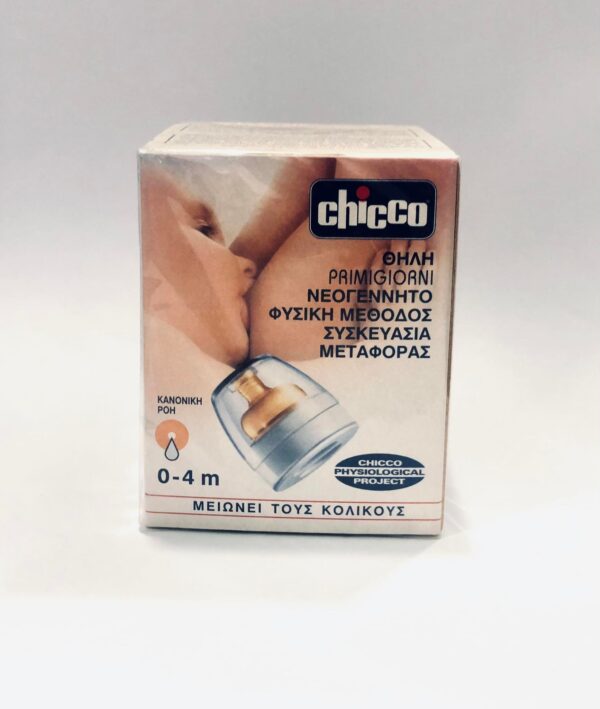 chicco
ΘΗΛΗ
PRIMIGIORNI
ΝΕΟΓΕΝΝΗΤΟ
ΦΥΣΙΚΗ ΜΕΘΟΔΟΣ
ΣΥΣΚΕΥΑΣΙΑ
ΜΕΤΑΦΟΡΑΣ
ΚΑΝΟΝΙΚΗ
ΡΟΗ
0-4 m
CHICCO
PHYSIOLOGICAL
PROJECT
ΜΕΙΩΝΕΙ ΤΟΥΣ ΚΟΛΙΚΟΥΣ